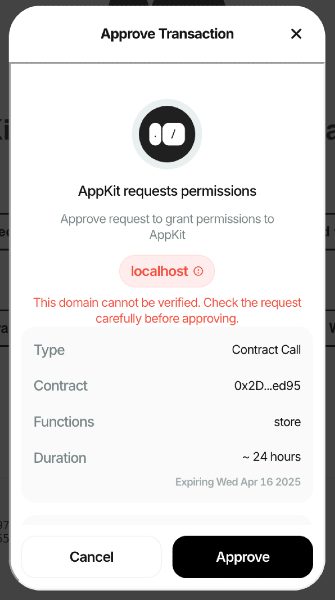 Approve Transaction
. /
AppKit requests permissions
Approve request to grant permissions to
AppKit
localhost
This domain cannot be verified. Check the request
carefully before approving.
Type Contract Call
Contract 0x2D...ed95
Functions store
Duration ~ 24 hours
Expiring Wed Apr 16 2025
Cancel Approve